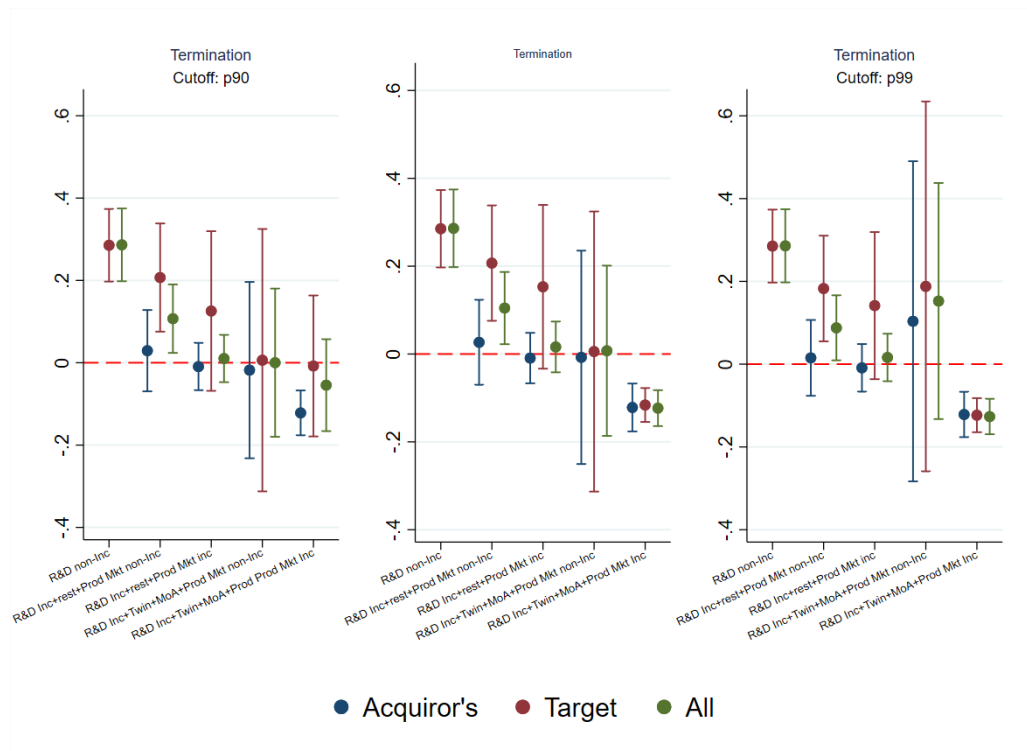 Termination
Cutoff: p90
.6
.4
.2
0
-.2
-.4
R&D non-Inc
R&D Inc+rest+Prod Mkt non-Inc
R&D Inc+rest+Prod Mkt inc
R&D Inc+Twin+MoA+Prod Mkt non-Inc
R&D Inc+Twin+MoA+Prod Prod Mkt Inc
Termination
.6
.4
.2
0
-.2
-.4
R&D non-Inc
R&D Inc+rest+Prod Mkt non-Inc
R&D Inc+rest+Prod Mkt inc
R&D Inc+Twin+MoA+Prod Mkt non-Inc
R&D Inc+Twin+MoA+Prod Mkt Inc
Termination
Cutoff: p99
.6
.4
.2
0
-.2
-.4
R&D non-Inc
R&D Inc+rest+Prod Mkt non-Inc
R&D Inc+rest+Prod Mkt inc
R&D Inc+Twin+MoA+Prod Mkt non-Inc
R&D Inc+Twin+MoA+Prod Mkt Inc
Acquiror's Target All